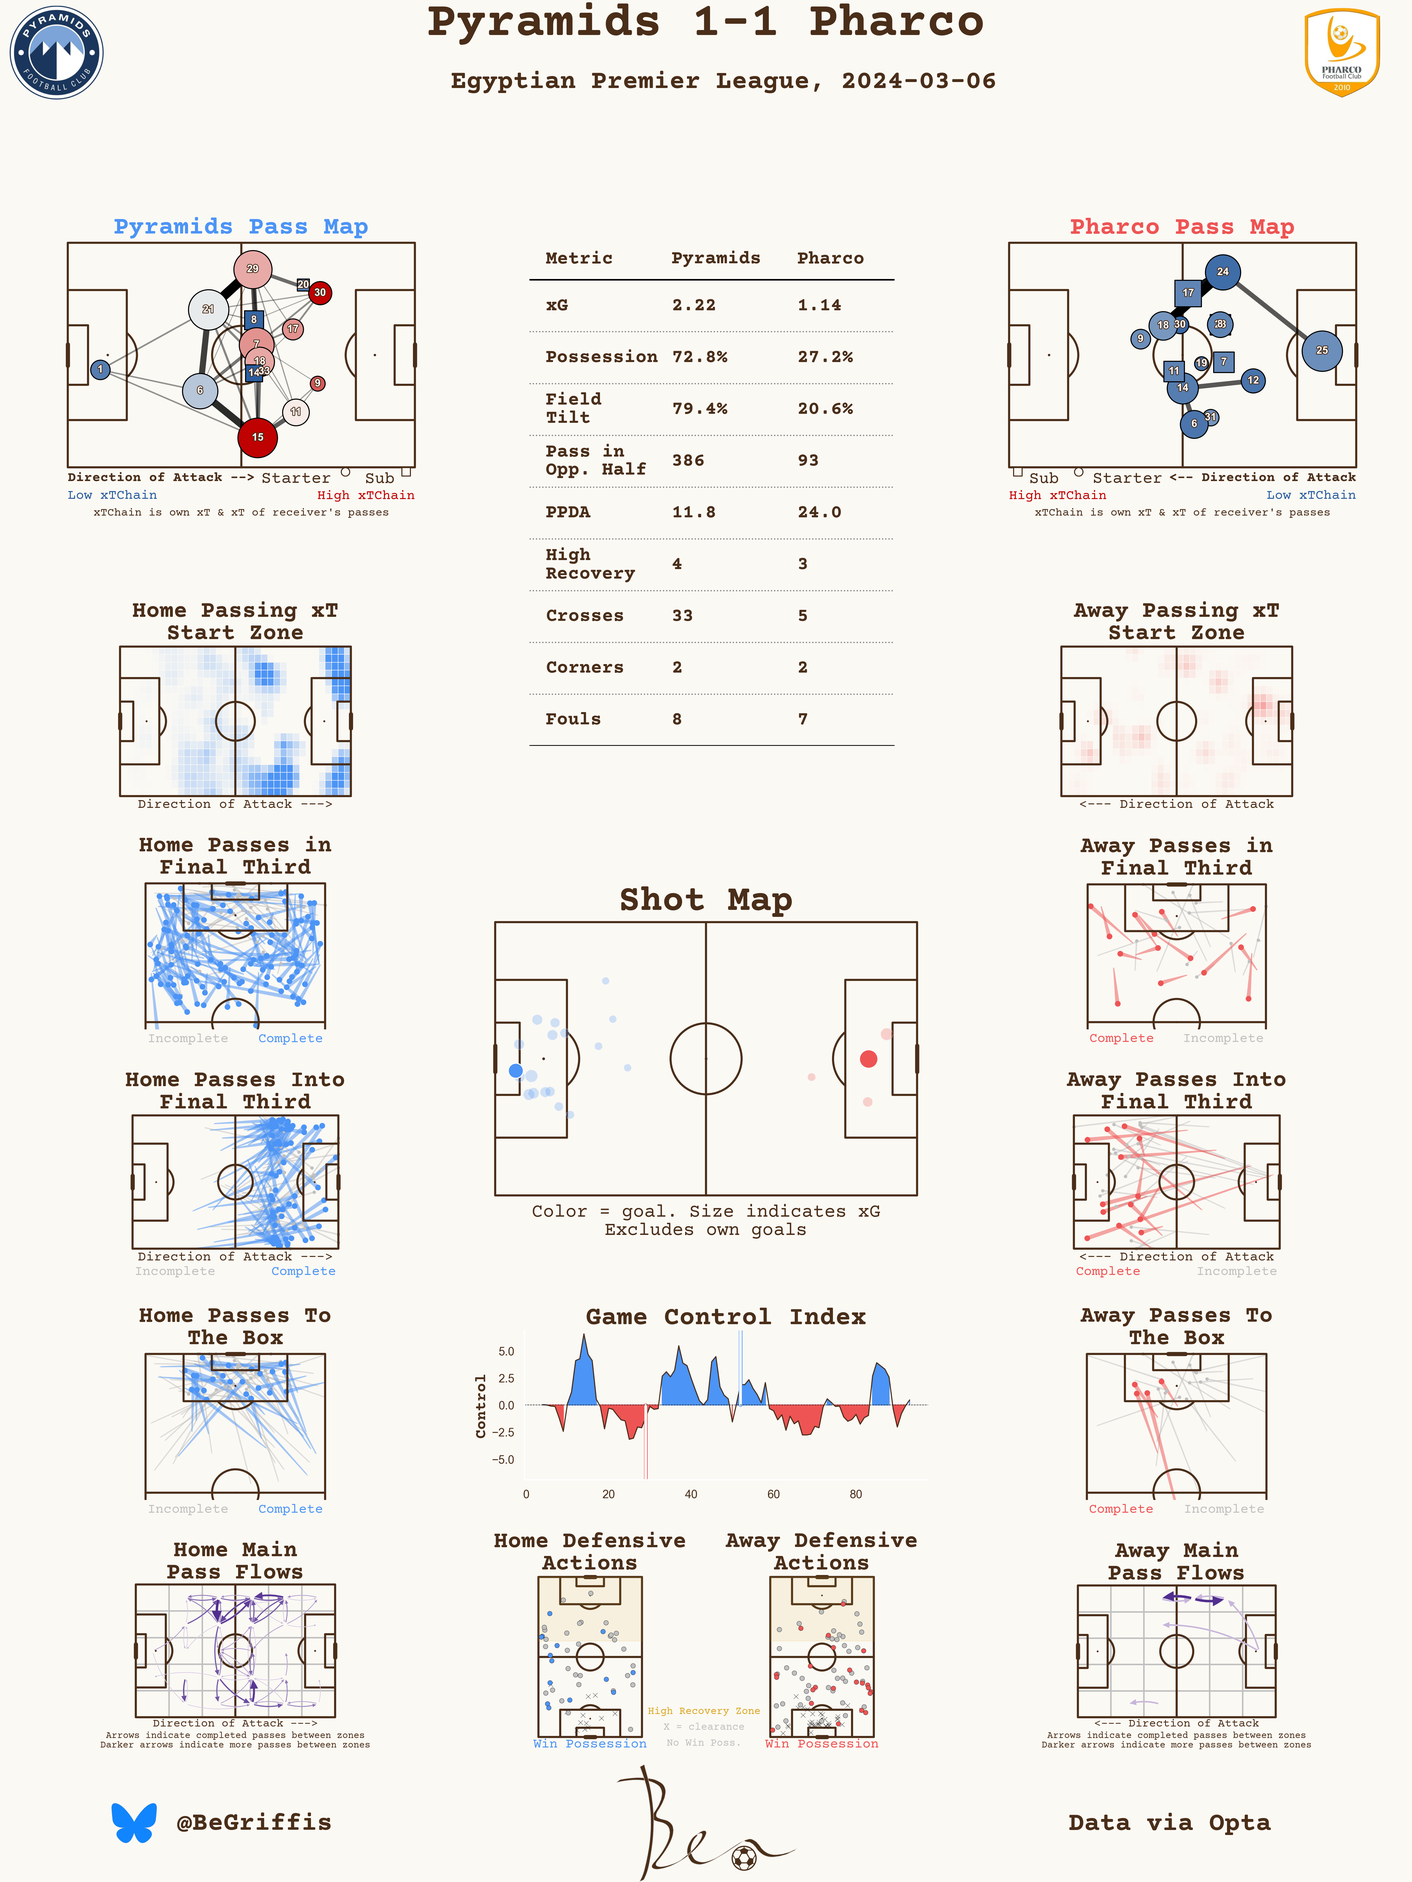 Pyramids 1-1 Pharco
Egyptian Premier League, 2024-03-06
PYRAMIDS
FOOTBALL CLUB
PHARCO
Football Club
2010
Pyramids Pass Map
29
20
30
21
8
17
7
18
14
33
1
9
6
11
15
Direction of Attack --> Starter Sub
Low xTChain High xTChain
xTChain is own xT & xT of receiver's passes
Metric Pyramids Pharco
xG 2.22 1.14
Possession 72.8% 27.2%
Field
Tilt 79.4% 20.6%
Pass in
Opp. Half 386 93
PPDA 11.8 24.0
High
Recovery 4 3
Crosses 33 5
Corners 2 2
Fouls 8 7
Pharco Pass Map
24
17
18
30
9
25
19
7
11
12
14
31
6
Sub Starter <-- Direction of Attack
High xTChain Low xTChain
xTChain is own xT & xT of receiver's passes
Home Passing xT
Start Zone
Direction of Attack --->
Away Passing xT
Start Zone
<--- Direction of Attack
Home Passes in
Final Third
Incomplete Complete
Away Passes in
Final Third
Complete Incomplete
Shot Map
Color = goal. Size indicates xG
Excludes own goals
Home Passes Into
Final Third
Direction of Attack --->
Incomplete Complete
Away Passes Into
Final Third
<--- Direction of Attack
Complete Incomplete
Home Passes To
The Box
Incomplete Complete
Game Control Index
Control
5.0
2.5
0.0
−2.5
−5.0
0 20 40 60 80
Away Passes To
The Box
Complete Incomplete
Home Main
Pass Flows
Direction of Attack --->
Arrows indicate completed passes between zones
Darker arrows indicate more passes between zones
Home Defensive
Actions
Win Possession
Away Defensive
Actions
Win Possession
High Recovery Zone
X = clearance
No Win Poss.
Away Main
Pass Flows
<--- Direction of Attack
Arrows indicate completed passes between zones
Darker arrows indicate more passes between zones
@BeGriffis
Ben
Data via Opta